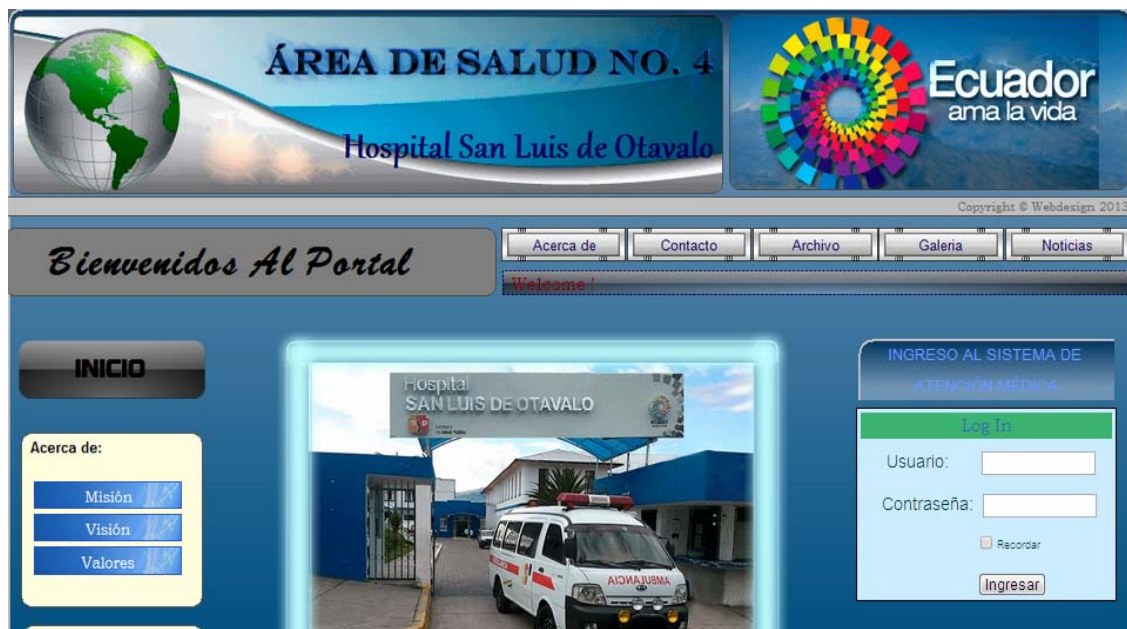 ÁREA DE SALUD NO. 4
Hospital San Luis de Otavalo
Ecuador
ama la vida
Copyright © Webdesign 2013
Bienvenidos Al Portal
Acerca de
Contacto
Archivo
Galeria
Noticias
Welcome !
INICIO
Acerca de:
Misión
Visión
Valores
Hospital
SAN LUIS DE OTAVALO
AMBULANCIA
INGRESO AL SISTEMA DE
ATENCIÓN MÉDICA
Log In
Usuario:
Contraseña:
Recordar
Ingresar